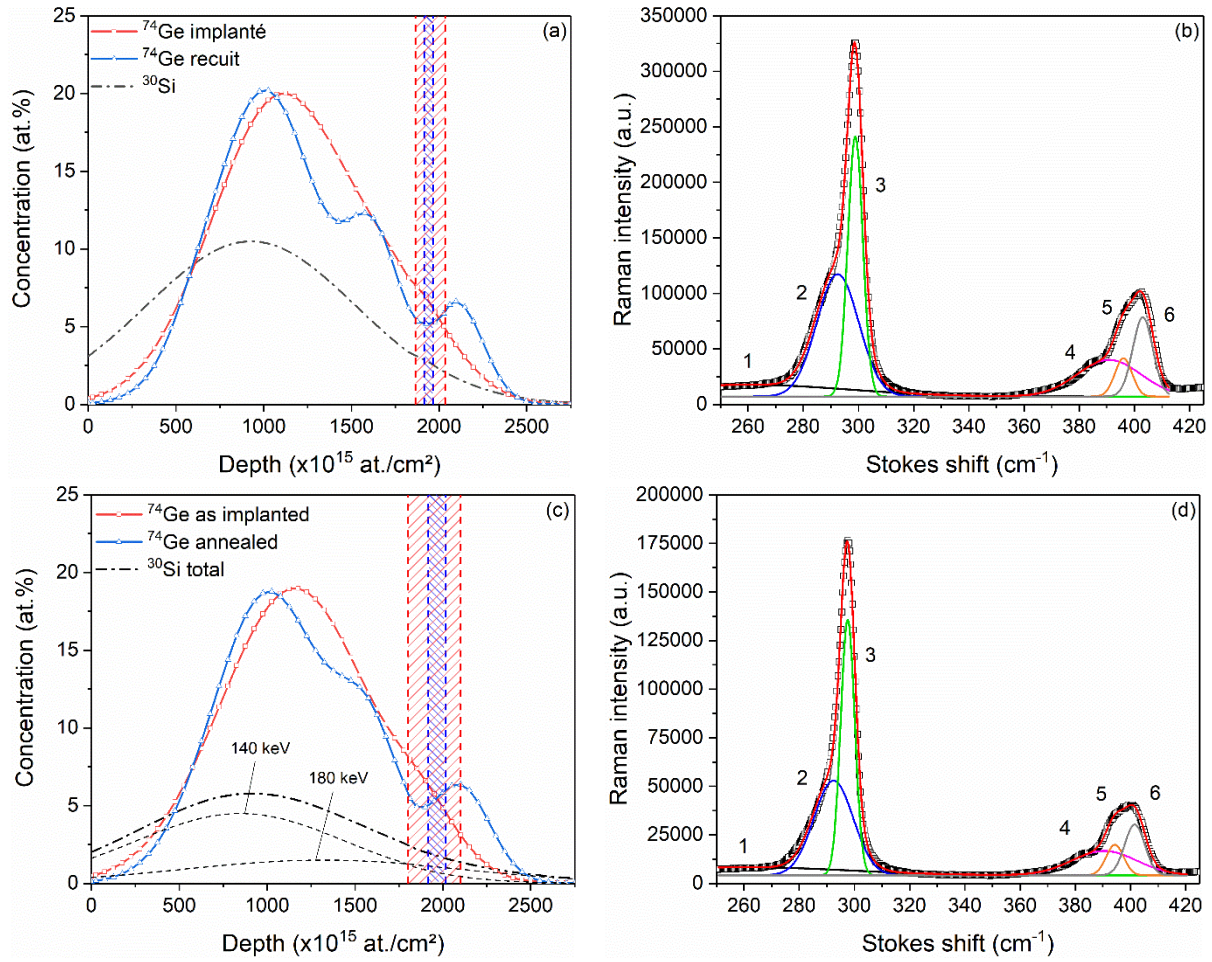 (a)
⁷⁴Ge implanté
⁷⁴Ge recuit
³⁰Si
25
20
15
10
5
0
Concentration (at.%)
0 500 1000 1500 2000 2500
Depth (x10¹⁵ at./cm²)
(b)
350000
300000
250000
200000
150000
100000
50000
0
Raman intensity (a.u.)
1
2
3
4
5
6
260 280 300 320 340 360 380 400 420
Stokes shift (cm⁻¹)
(c)
⁷⁴Ge as implanted
⁷⁴Ge annealed
³⁰Si total
140 keV
180 keV
25
20
15
10
5
0
Concentration (at.%)
0 500 1000 1500 2000 2500
Depth (x10¹⁵ at./cm²)
(d)
200000
175000
150000
125000
100000
75000
50000
25000
0
Raman intensity (a.u.)
1
2
3
4
5
6
260 280 300 320 340 360 380 400 420
Stokes shift (cm⁻¹)